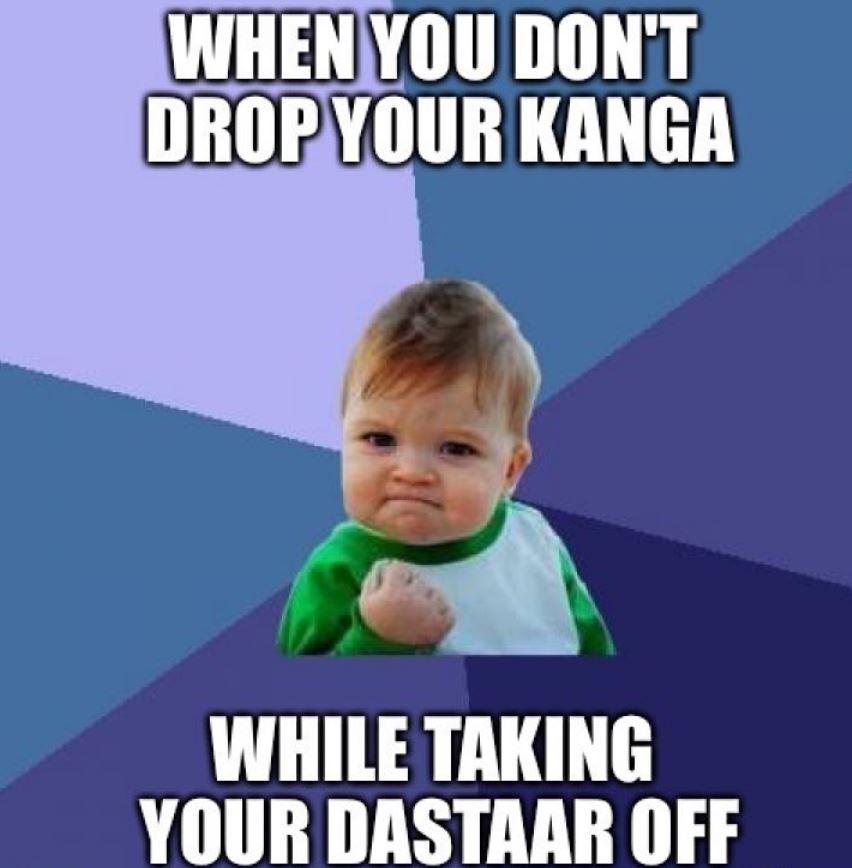 WHEN YOU DON'T
DROP YOUR KANGA
WHILE TAKING
YOUR DASTAAR OFF